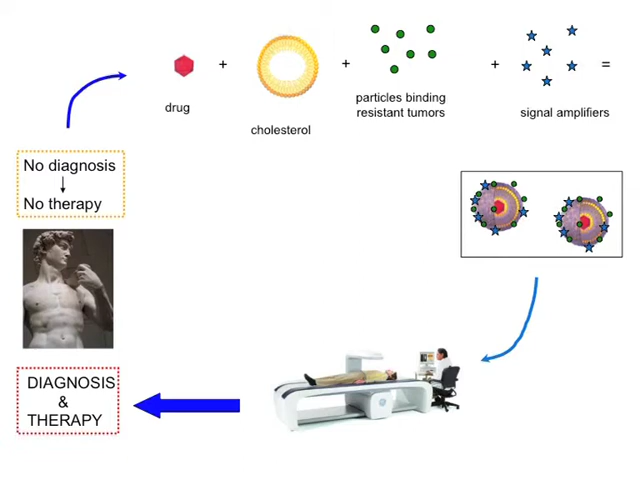 + + + =
drug
cholesterol
particles binding
resistant tumors
signal amplifiers
No diagnosis
No therapy
DIAGNOSIS
&
THERAPY